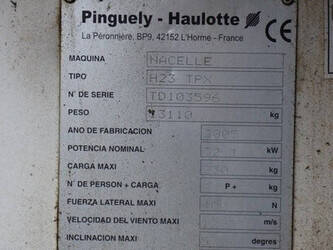 Pinguely - Haulotte
La Péronnière, BP9, 42152 L'Horme - France
CE
MAQUINA NACELLE
TIPO H23 TPX
N° DE SERIE TD103596
PESO 13110 kg
ANO DE FABRICACION
POTENCIA NOMINAL kW
CARGA MAXI kg
N° DE PERSON + CARGA P + kg
FUERZA LATERAL MAXI N
VELOCIDAD DEL VIENTO MAXI m/s
INCLINACION MAXI degres